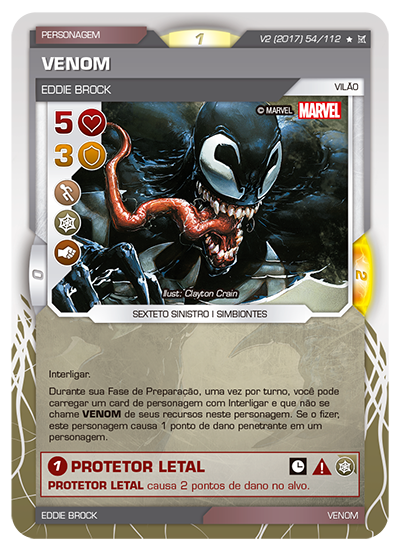 PERSONAGEM
1
V2 (2017) 54/112
VENOM
EDDIE BROCK
VILÃO
5
© MARVEL MARVEL
3
0
2
Illust: Clayton Crain
SEXTETO SINISTRO | SIMBIONTES
Interligar.
Durante sua Fase de Preparação, uma vez por turno, você pode
carregar um card de personagem com Interligar e que não se
chame VENOM de seus recursos neste personagem. Se o fizer,
este personagem causa 1 ponto de dano penetrante em um
personagem.
1 PROTETOR LETAL
PROTETOR LETAL causa 2 pontos de dano no alvo.
EDDIE BROCK
VENOM